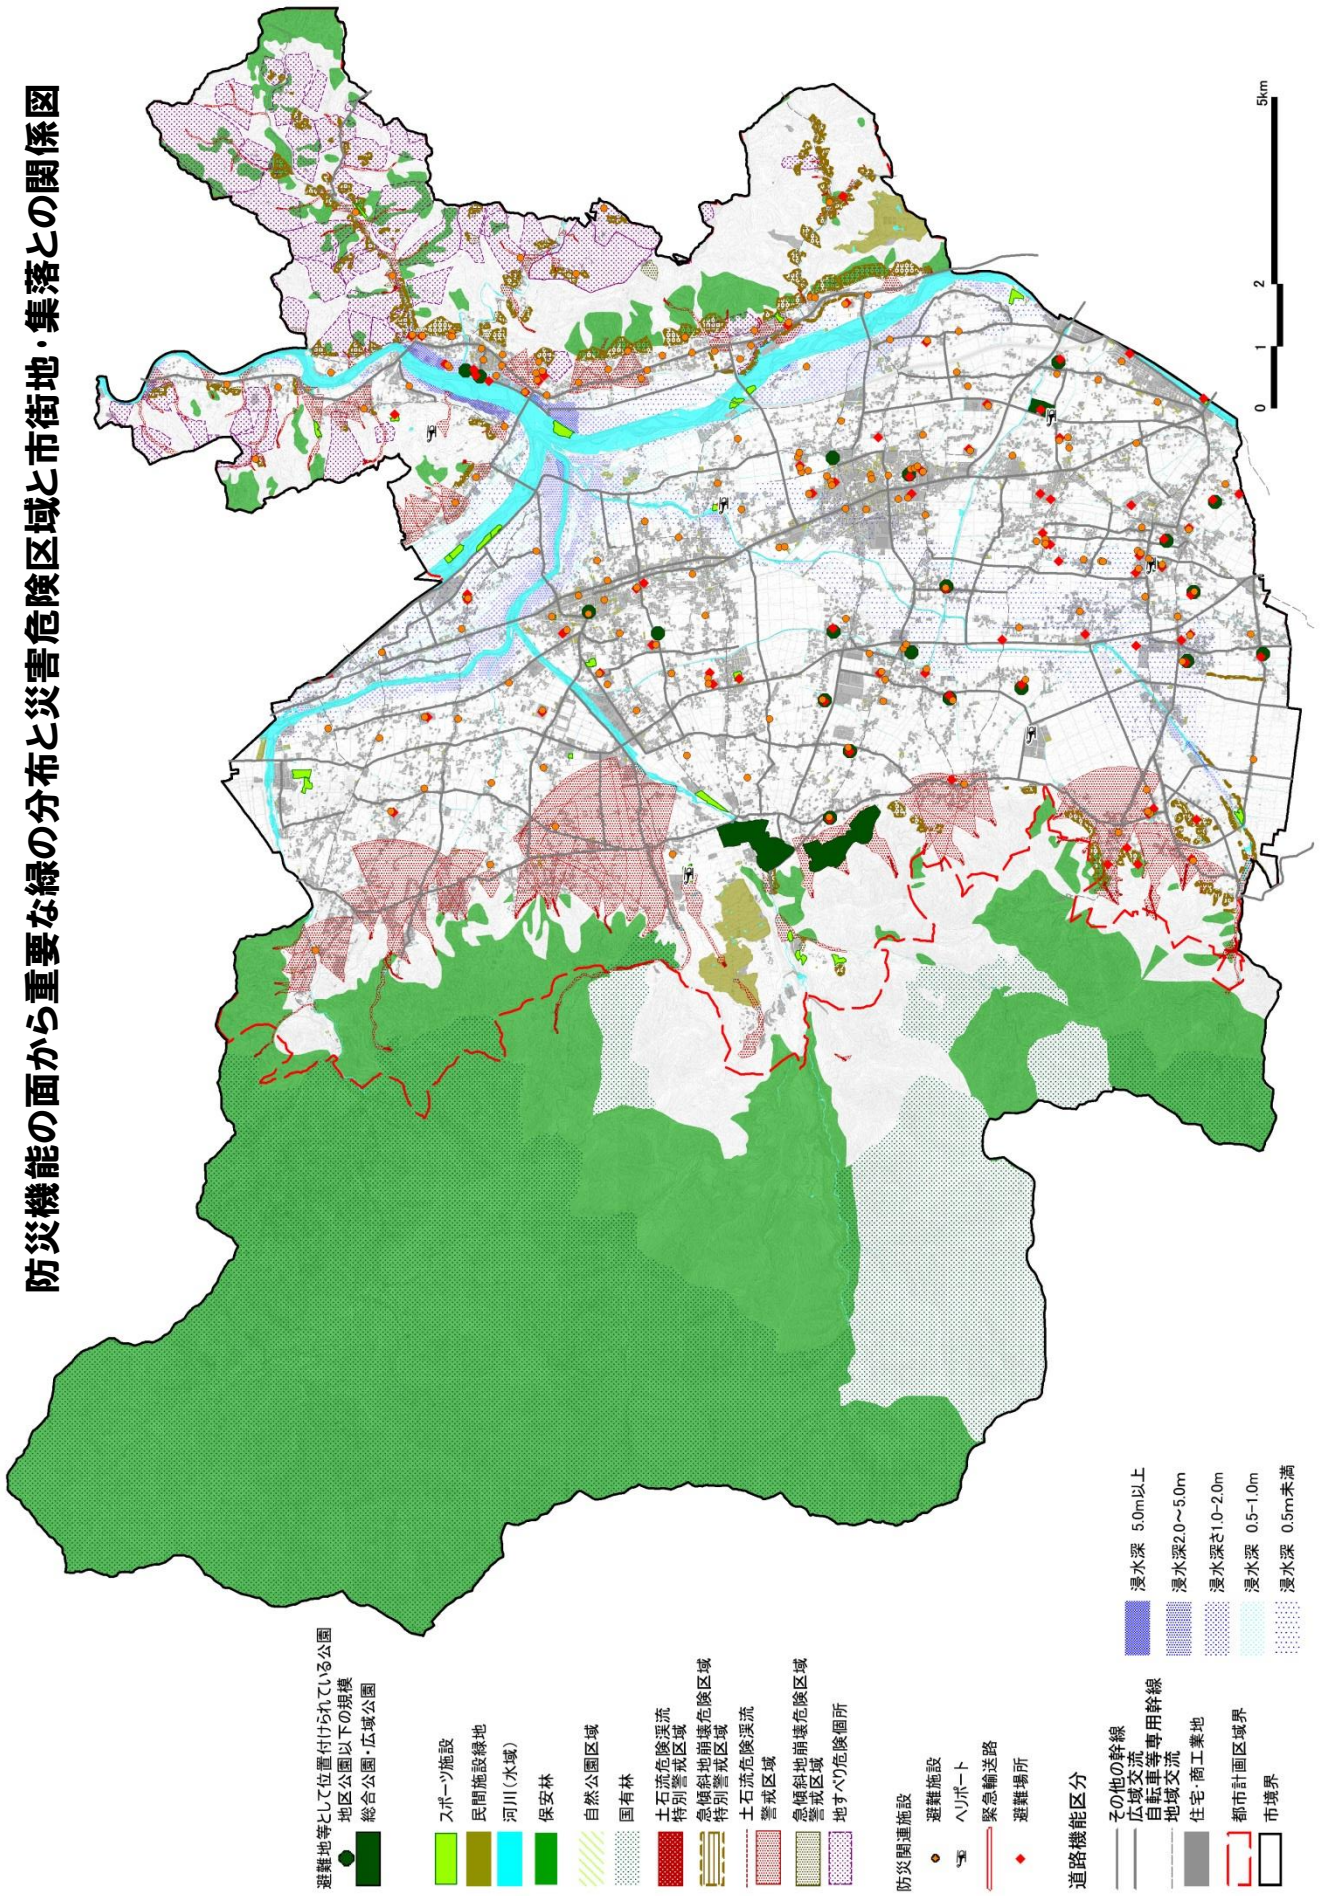 防災機能の面から重要な緑の分布と災害危険区域と市街地・集落との関係図
0
1
2
5km
避難地等として位置付けられている公園
地区公園以下の規模
総合公園・広域公園
スポーツ施設
民間施設緑地
河川(水域)
保安林
自然公園区域
国有林
土石流危険渓流
特別警戒区域
急傾斜地崩壊危険区域
特別警戒区域
土石流危険渓流
警戒区域
急傾斜地崩壊危険区域
警戒区域
地すべり危険個所
防災関連施設
避難施設
ヘリポート
緊急輸送路
避難場所
道路機能区分
その他の幹線
広域交流
自転車等専用幹線
地域交流
住宅・商工業地
都市計画区域界
市境界
浸水深 5.0m以上
浸水深2.0～5.0m
浸水深さ1.0-2.0m
浸水深 0.5-1.0m
浸水深 0.5m未満